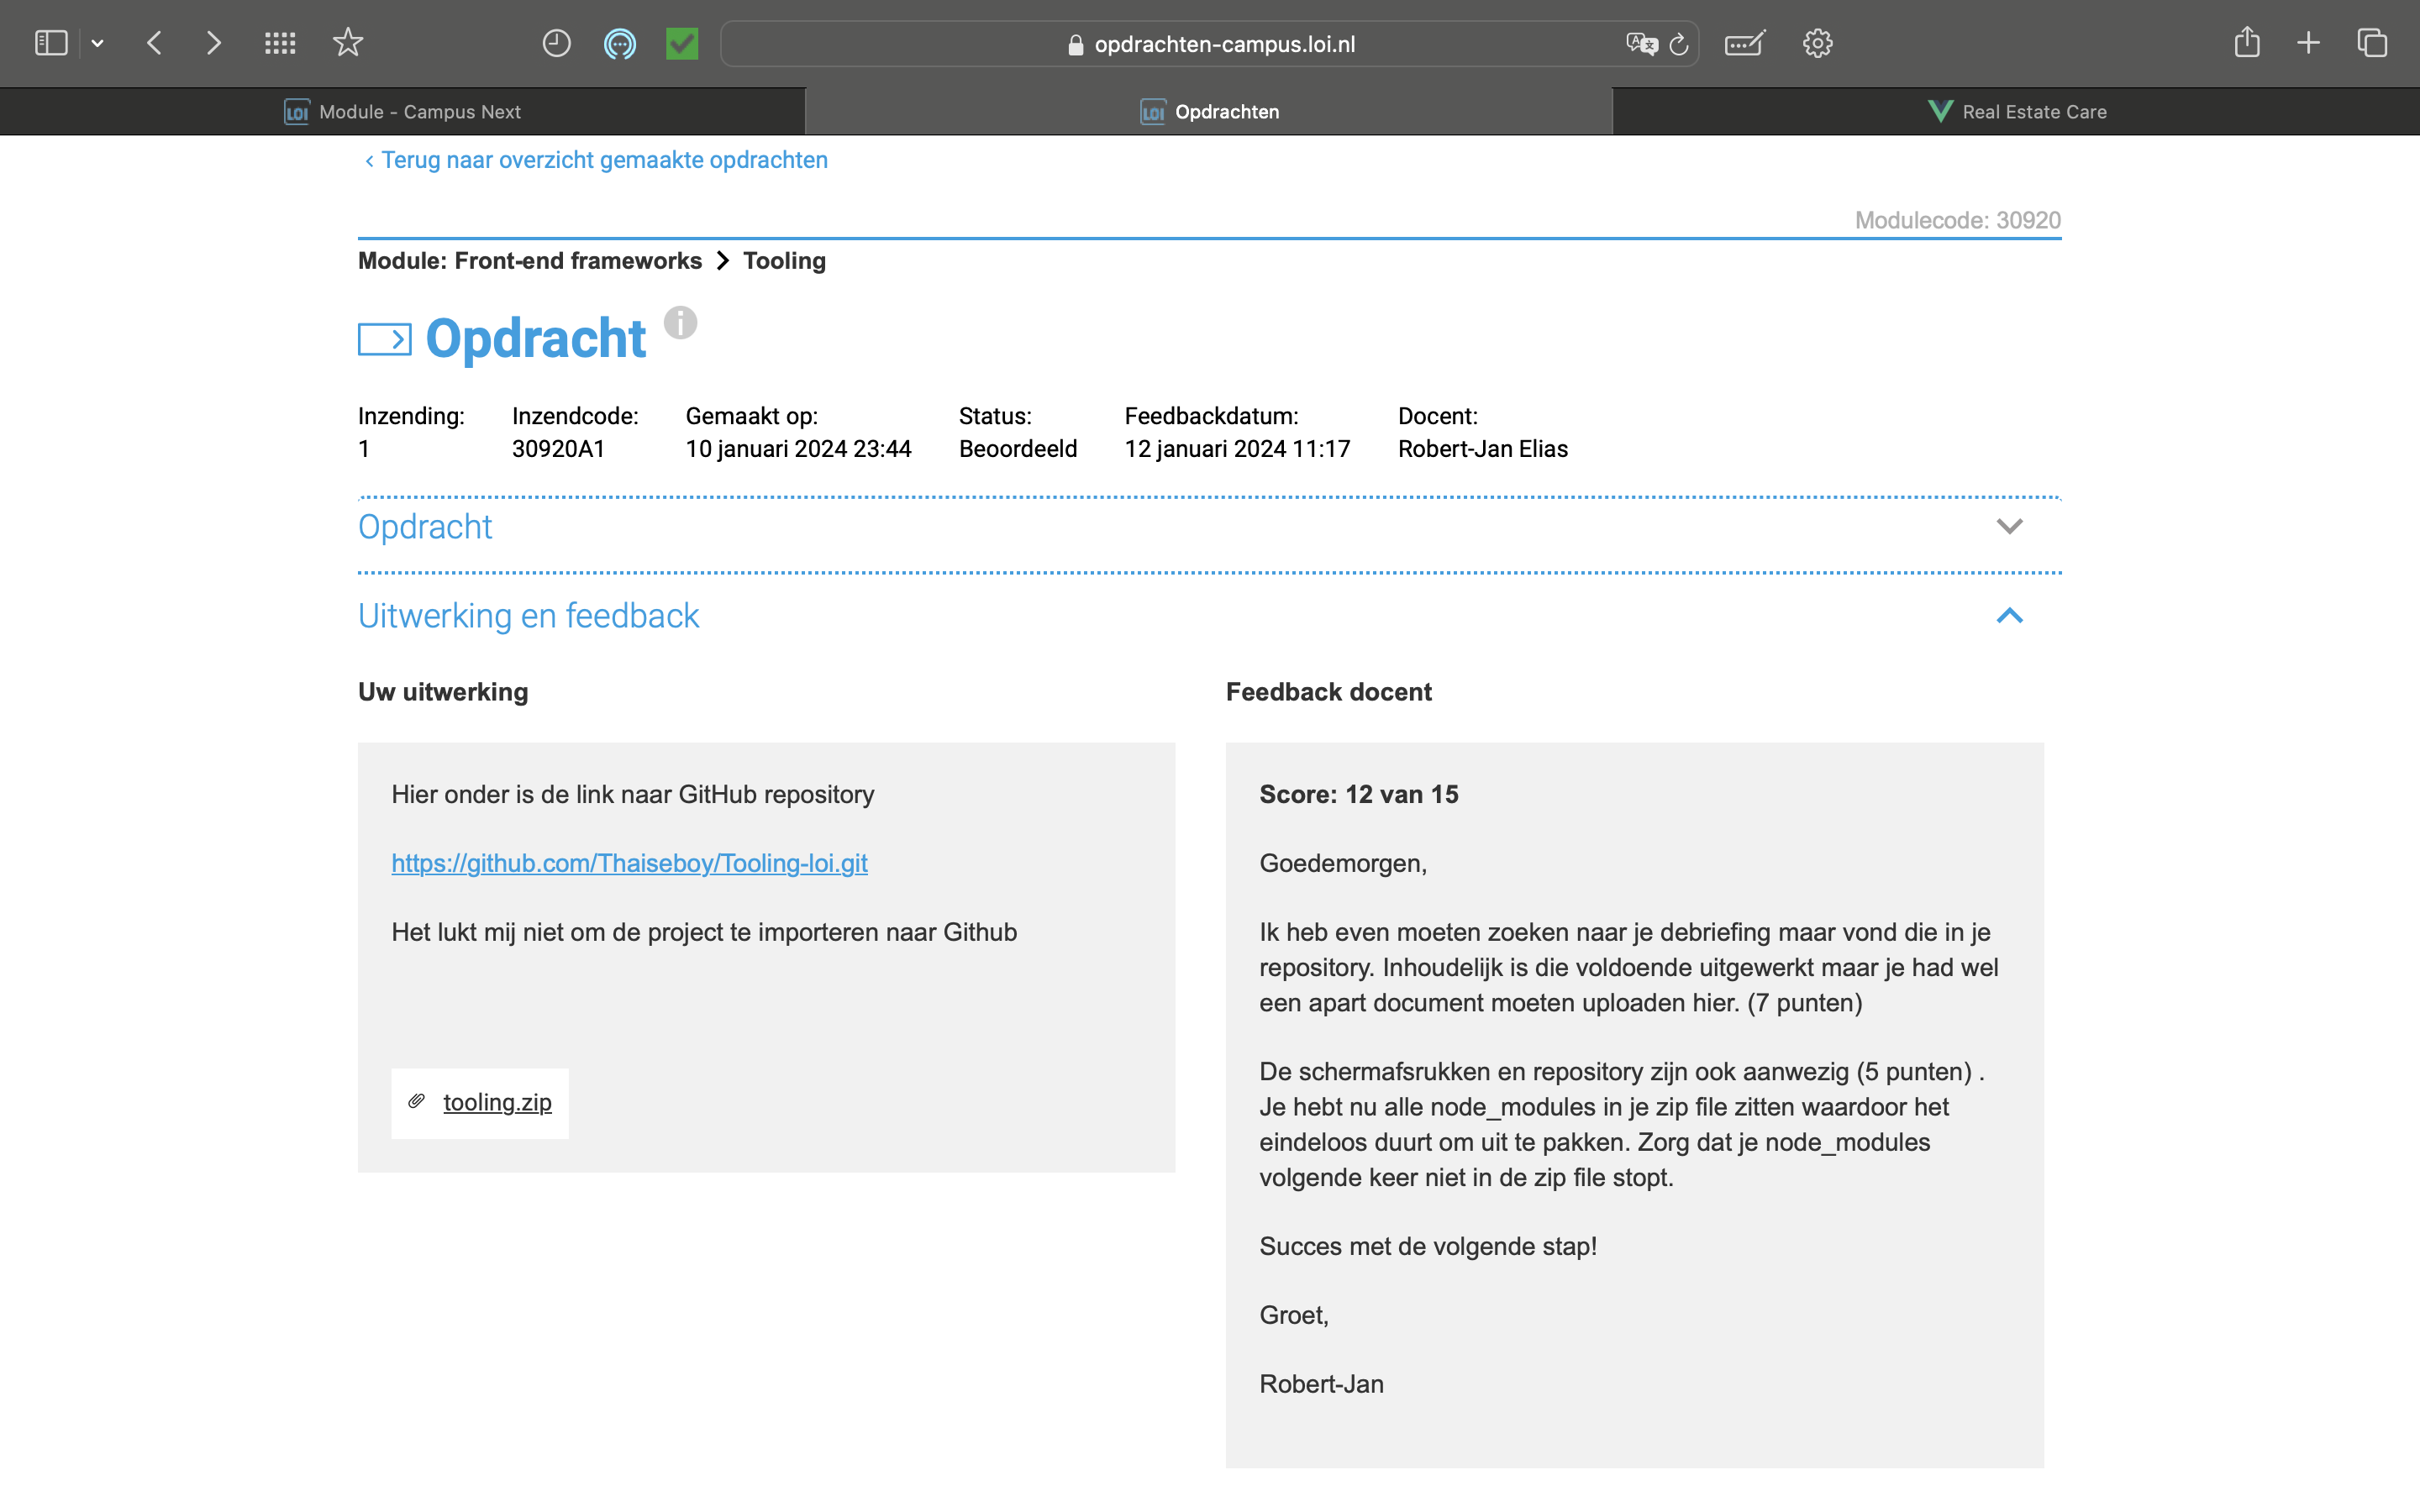 opdrachten-campus.loi.nl
LOI Module - Campus Next
LOI Opdrachten
Real Estate Care
‹ Terug naar overzicht gemaakte opdrachten
Modulecode: 30920
Module: Front-end frameworks > Tooling
Opdracht i
Inzending: Inzendcode: Gemaakt op: Status: Feedbackdatum: Docent:
1 30920A1 10 januari 2024 23:44 Beoordeeld 12 januari 2024 11:17 Robert-Jan Elias
Opdracht
Uitwerking en feedback
Uw uitwerking
Hier onder is de link naar GitHub repository
https://github.com/Thaiseboy/Tooling-loi.git
Het lukt mij niet om de project te importeren naar Github
tooling.zip
Feedback docent
Score: 12 van 15
Goedemorgen,
Ik heb even moeten zoeken naar je debriefing maar vond die in je
repository. Inhoudelijk is die voldoende uitgewerkt maar je had wel
een apart document moeten uploaden hier. (7 punten)
De schermafsrukken en repository zijn ook aanwezig (5 punten) .
Je hebt nu alle node_modules in je zip file zitten waardoor het
eindeloos duurt om uit te pakken. Zorg dat je node_modules
volgende keer niet in de zip file stopt.
Succes met de volgende stap!
Groet,
Robert-Jan